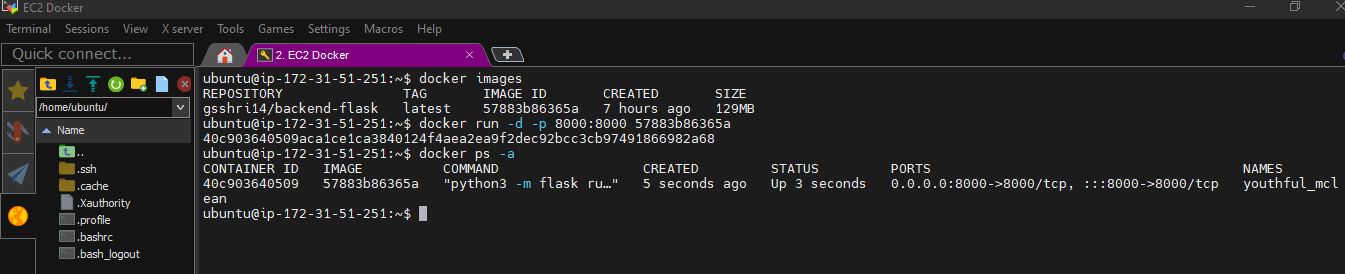 EC2 Docker
Terminal Sessions View X server Tools Games Settings Macros Help
Quick connect...
2. EC2 Docker
/home/ubuntu/
Name
..
.ssh
.cache
.Xauthority
.profile
.bashrc
.bash_logout
ubuntu@ip-172-31-51-251:~$ docker images
REPOSITORY TAG IMAGE ID CREATED SIZE
gsshri14/backend-flask latest 57883b86365a 7 hours ago 129MB
ubuntu@ip-172-31-51-251:~$ docker run -d -p 8000:8000 57883b86365a
40c903640509aca1ce1ca3840124f4aea2ea9f2dec92bcc3cb97491866982a68
ubuntu@ip-172-31-51-251:~$ docker ps -a
CONTAINER ID IMAGE COMMAND CREATED STATUS PORTS NAMES
40c903640509 57883b86365a "python3 -m flask ru…" 5 seconds ago Up 3 seconds 0.0.0.0:8000->8000/tcp, :::8000->8000/tcp youthful_mcl
ean
ubuntu@ip-172-31-51-251:~$